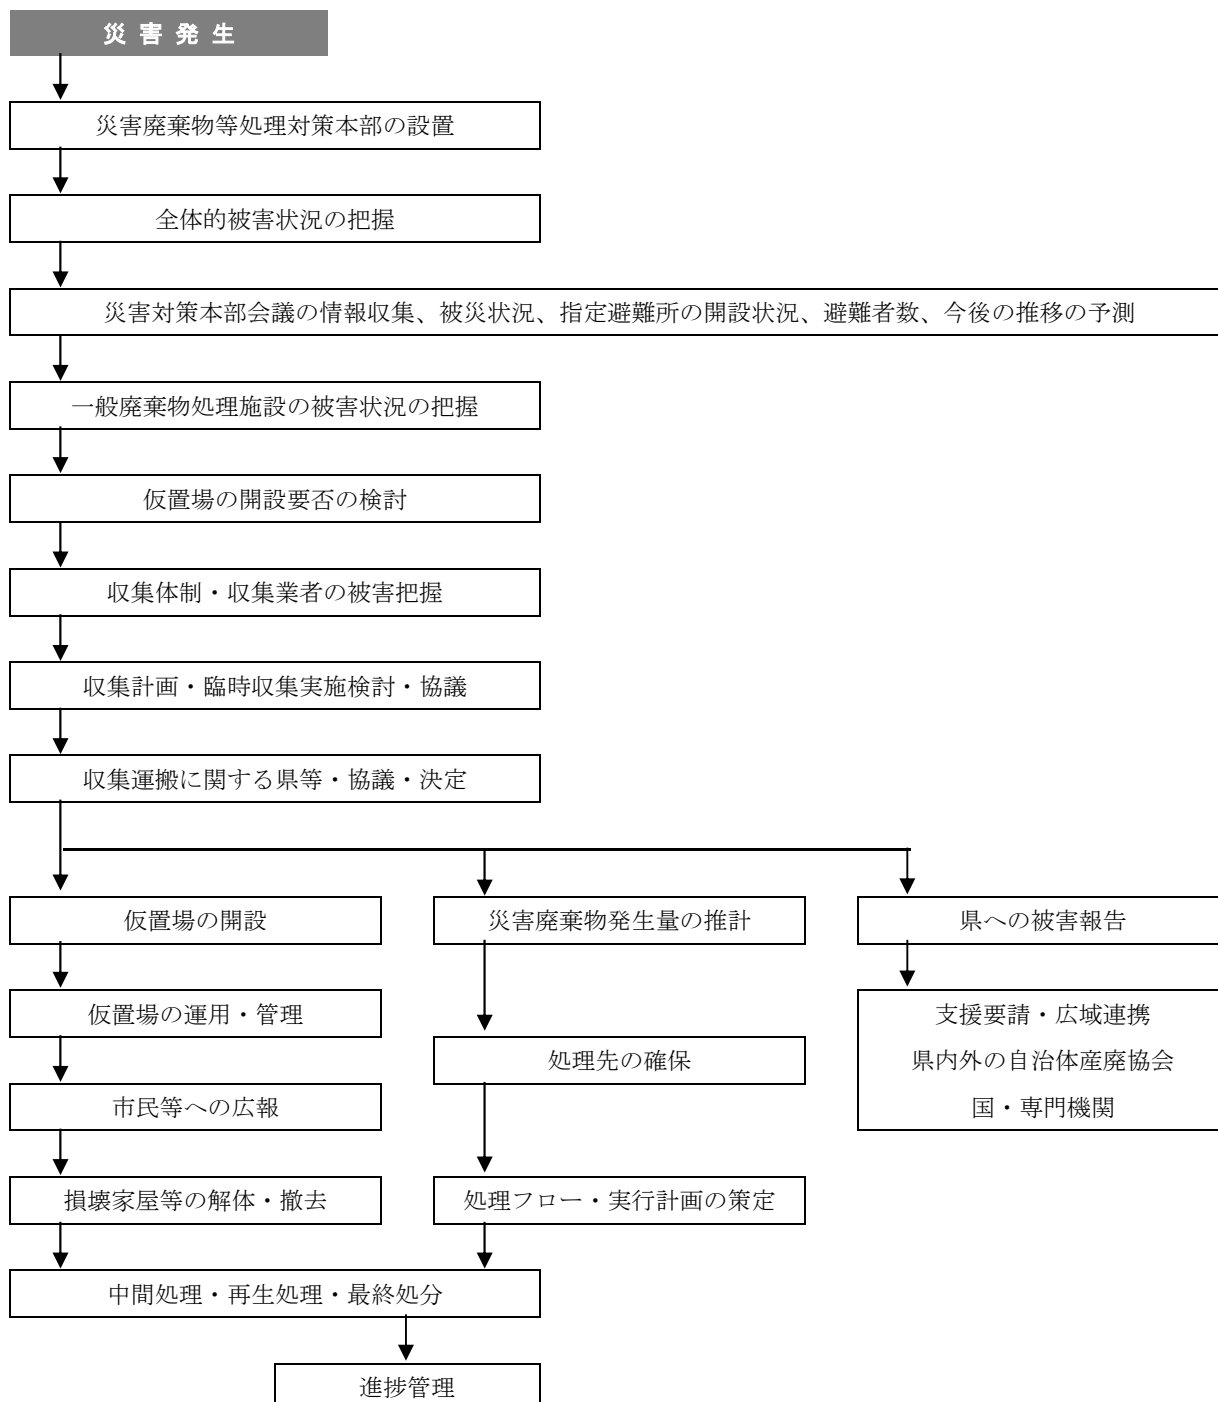 災害発生
災害廃棄物等処理対策本部の設置
全体的被害状況の把握
災害対策本部会議の情報収集、被災状況、指定避難所の開設状況、避難者数、今後の推移の予測
一般廃棄物処理施設の被害状況の把握
仮置場の開設要否の検討
収集体制・収集業者の被害把握
収集計画・臨時収集実施検討・協議
収集運搬に関する県等・協議・決定
仮置場の開設
仮置場の運用・管理
市民等への広報
損壊家屋等の解体・撤去
災害廃棄物発生量の推計
処理先の確保
処理フロー・実行計画の策定
県への被害報告
支援要請・広域連携
県内外の自治体産廃協会
国・専門機関
中間処理・再生処理・最終処分
進捗管理